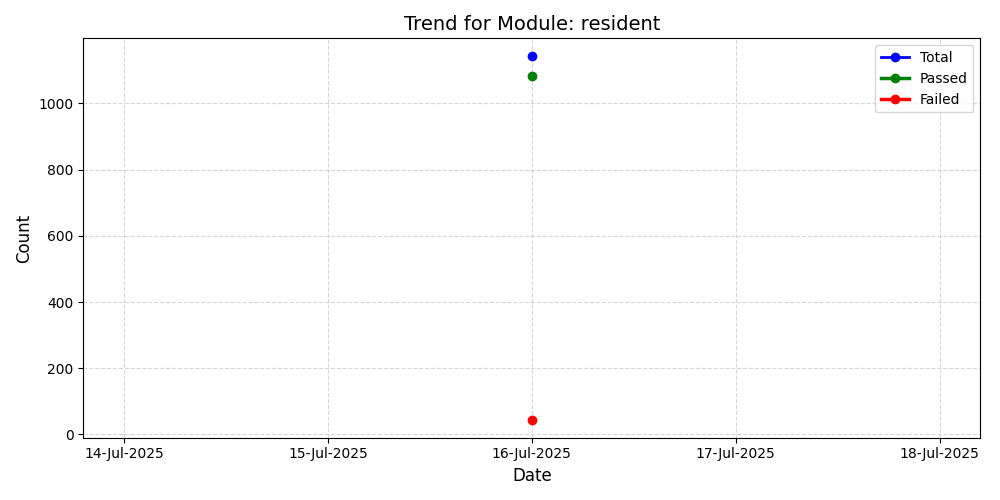 Trend for Module: resident
Total
Passed
Failed
Count
1000
800
600
400
200
0
14-Jul-2025
15-Jul-2025
16-Jul-2025
17-Jul-2025
18-Jul-2025
Date